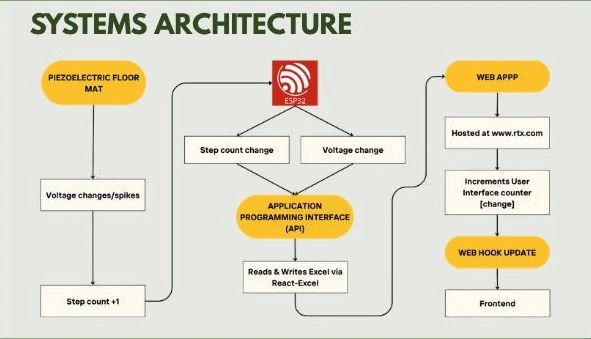 SYSTEMS ARCHITECTURE
PIEZOELECTRIC FLOOR
MAT
Voltage changes/spikes
Step count +1
ESP32
Step count change
Voltage change
APPLICATION
PROGRAMMING INTERFACE
(API)
Reads & Writes Excel via
React-Excel
WEB APPP
Hosted at www.rtx.com
Increments User
Interface counter
[change]
WEB HOOK UPDATE
Frontend